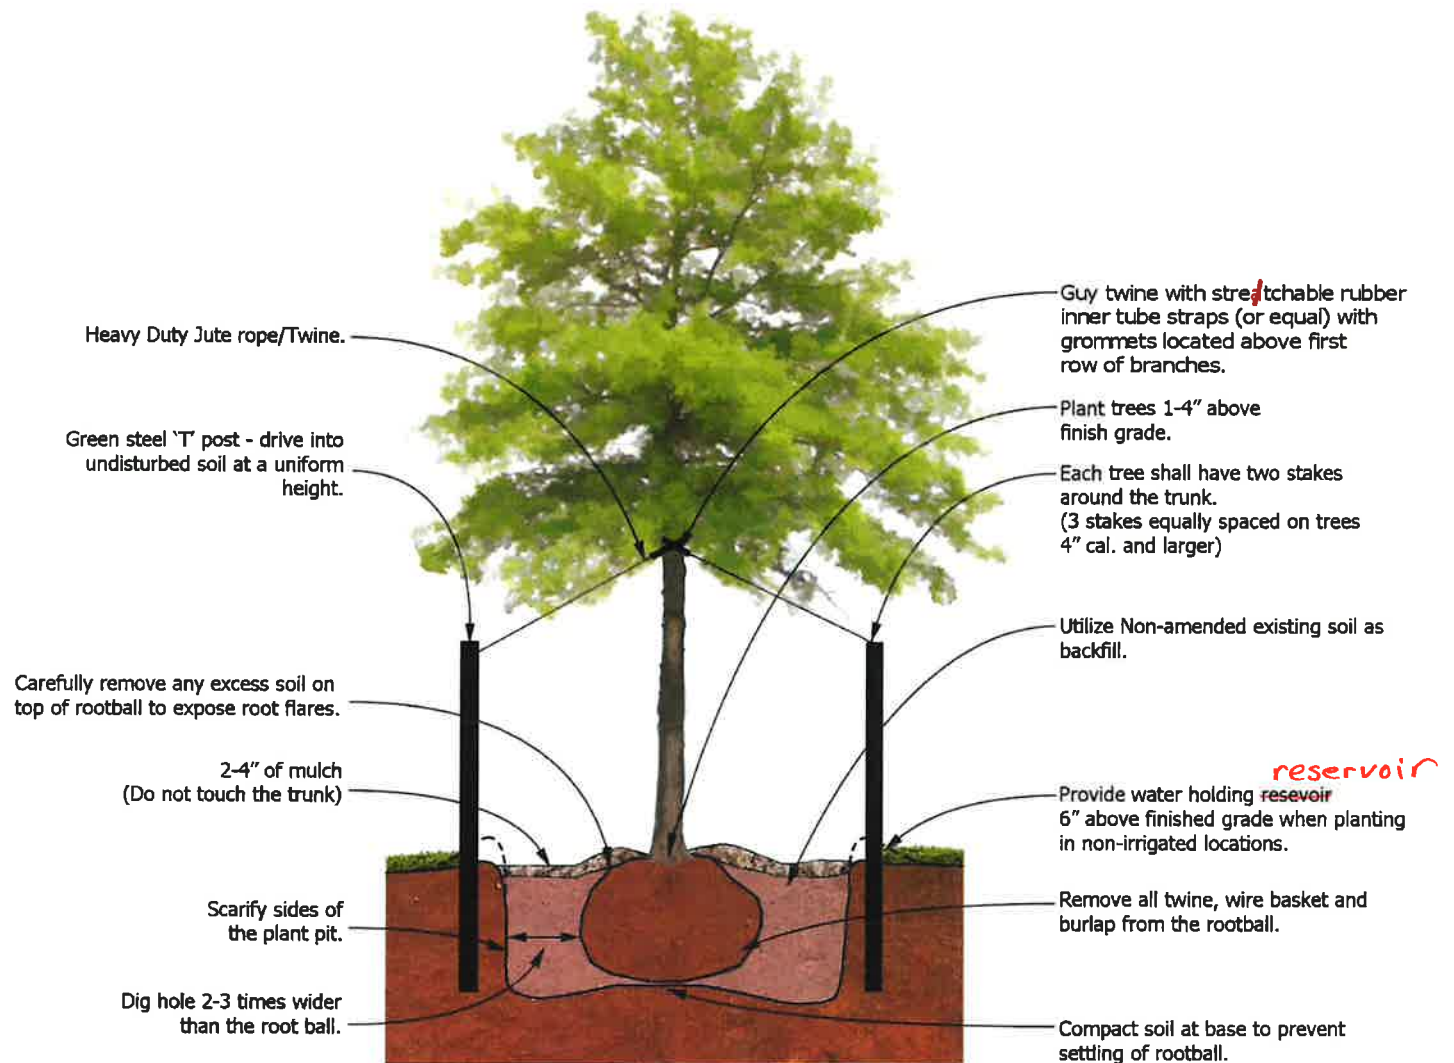 Heavy Duty Jute rope/Twine.
Green steel 'T' post - drive into
undisturbed soil at a uniform
height.
Carefully remove any excess soil on
top of rootball to expose root flares.
2-4" of mulch
(Do not touch the trunk)
Scarify sides of
the plant pit.
Dig hole 2-3 times wider
than the root ball.
Guy twine with streatchable rubber
inner tube straps (or equal) with
grommets located above first
row of branches.
Plant trees 1-4" above
finish grade.
Each tree shall have two stakes
around the trunk.
(3 stakes equally spaced on trees
4" cal. and larger)
Utilize Non-amended existing soil as
backfill.
reservoir
Provide water holding resevoir
6" above finished grade when planting
in non-irrigated locations.
Remove all twine, wire basket and
burlap from the rootball.
Compact soil at base to prevent
settling of rootball.